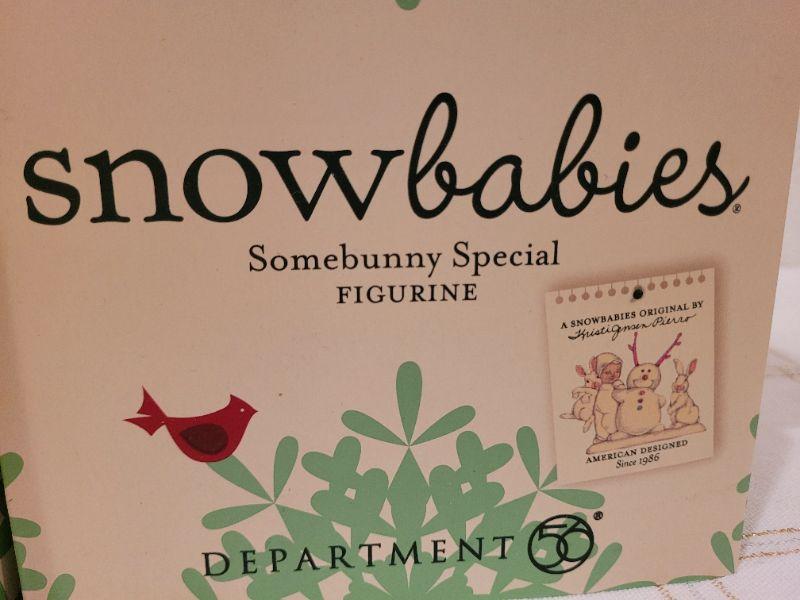 snowbabies®
Somebunny Special
FIGURINE
A SNOWBABIES ORIGINAL BY
Kristi Jensen Pierro
AMERICAN DESIGNED
Since 1986
DEPARTMENT 56®